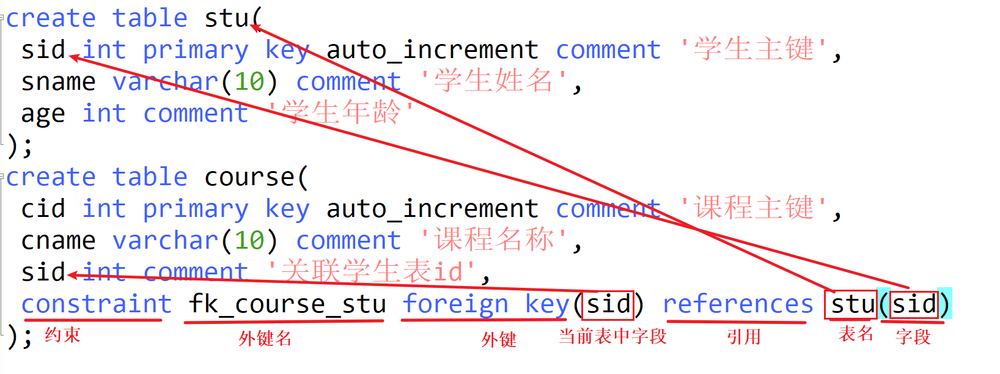 create table stu(
sid int primary key auto_increment comment '学生主键',
sname varchar(10) comment '学生姓名',
age int comment '学生年龄'
);
create table course(
cid int primary key auto_increment comment '课程主键',
cname varchar(10) comment '课程名称',
sid int comment '关联学生表id',
constraint fk_course_stu foreign key(sid) references stu(sid)
);
约束 外键名 外键 当前表中字段 引用 表名 字段